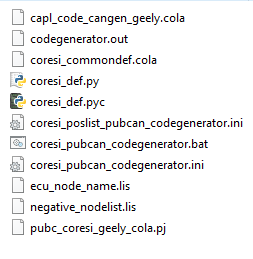 capl_code_cangen_geely.cola
codegenerator.out
coresi_commondef.cola
coresi_def.py
coresi_def.pyc
coresi_poslist_pubcan_codegenerator.ini
coresi_pubcan_codegenerator.bat
coresi_pubcan_codegenerator.ini
ecu_node_name.lis
negative_nodelist.lis
pubc_coresi_geely_cola.pj